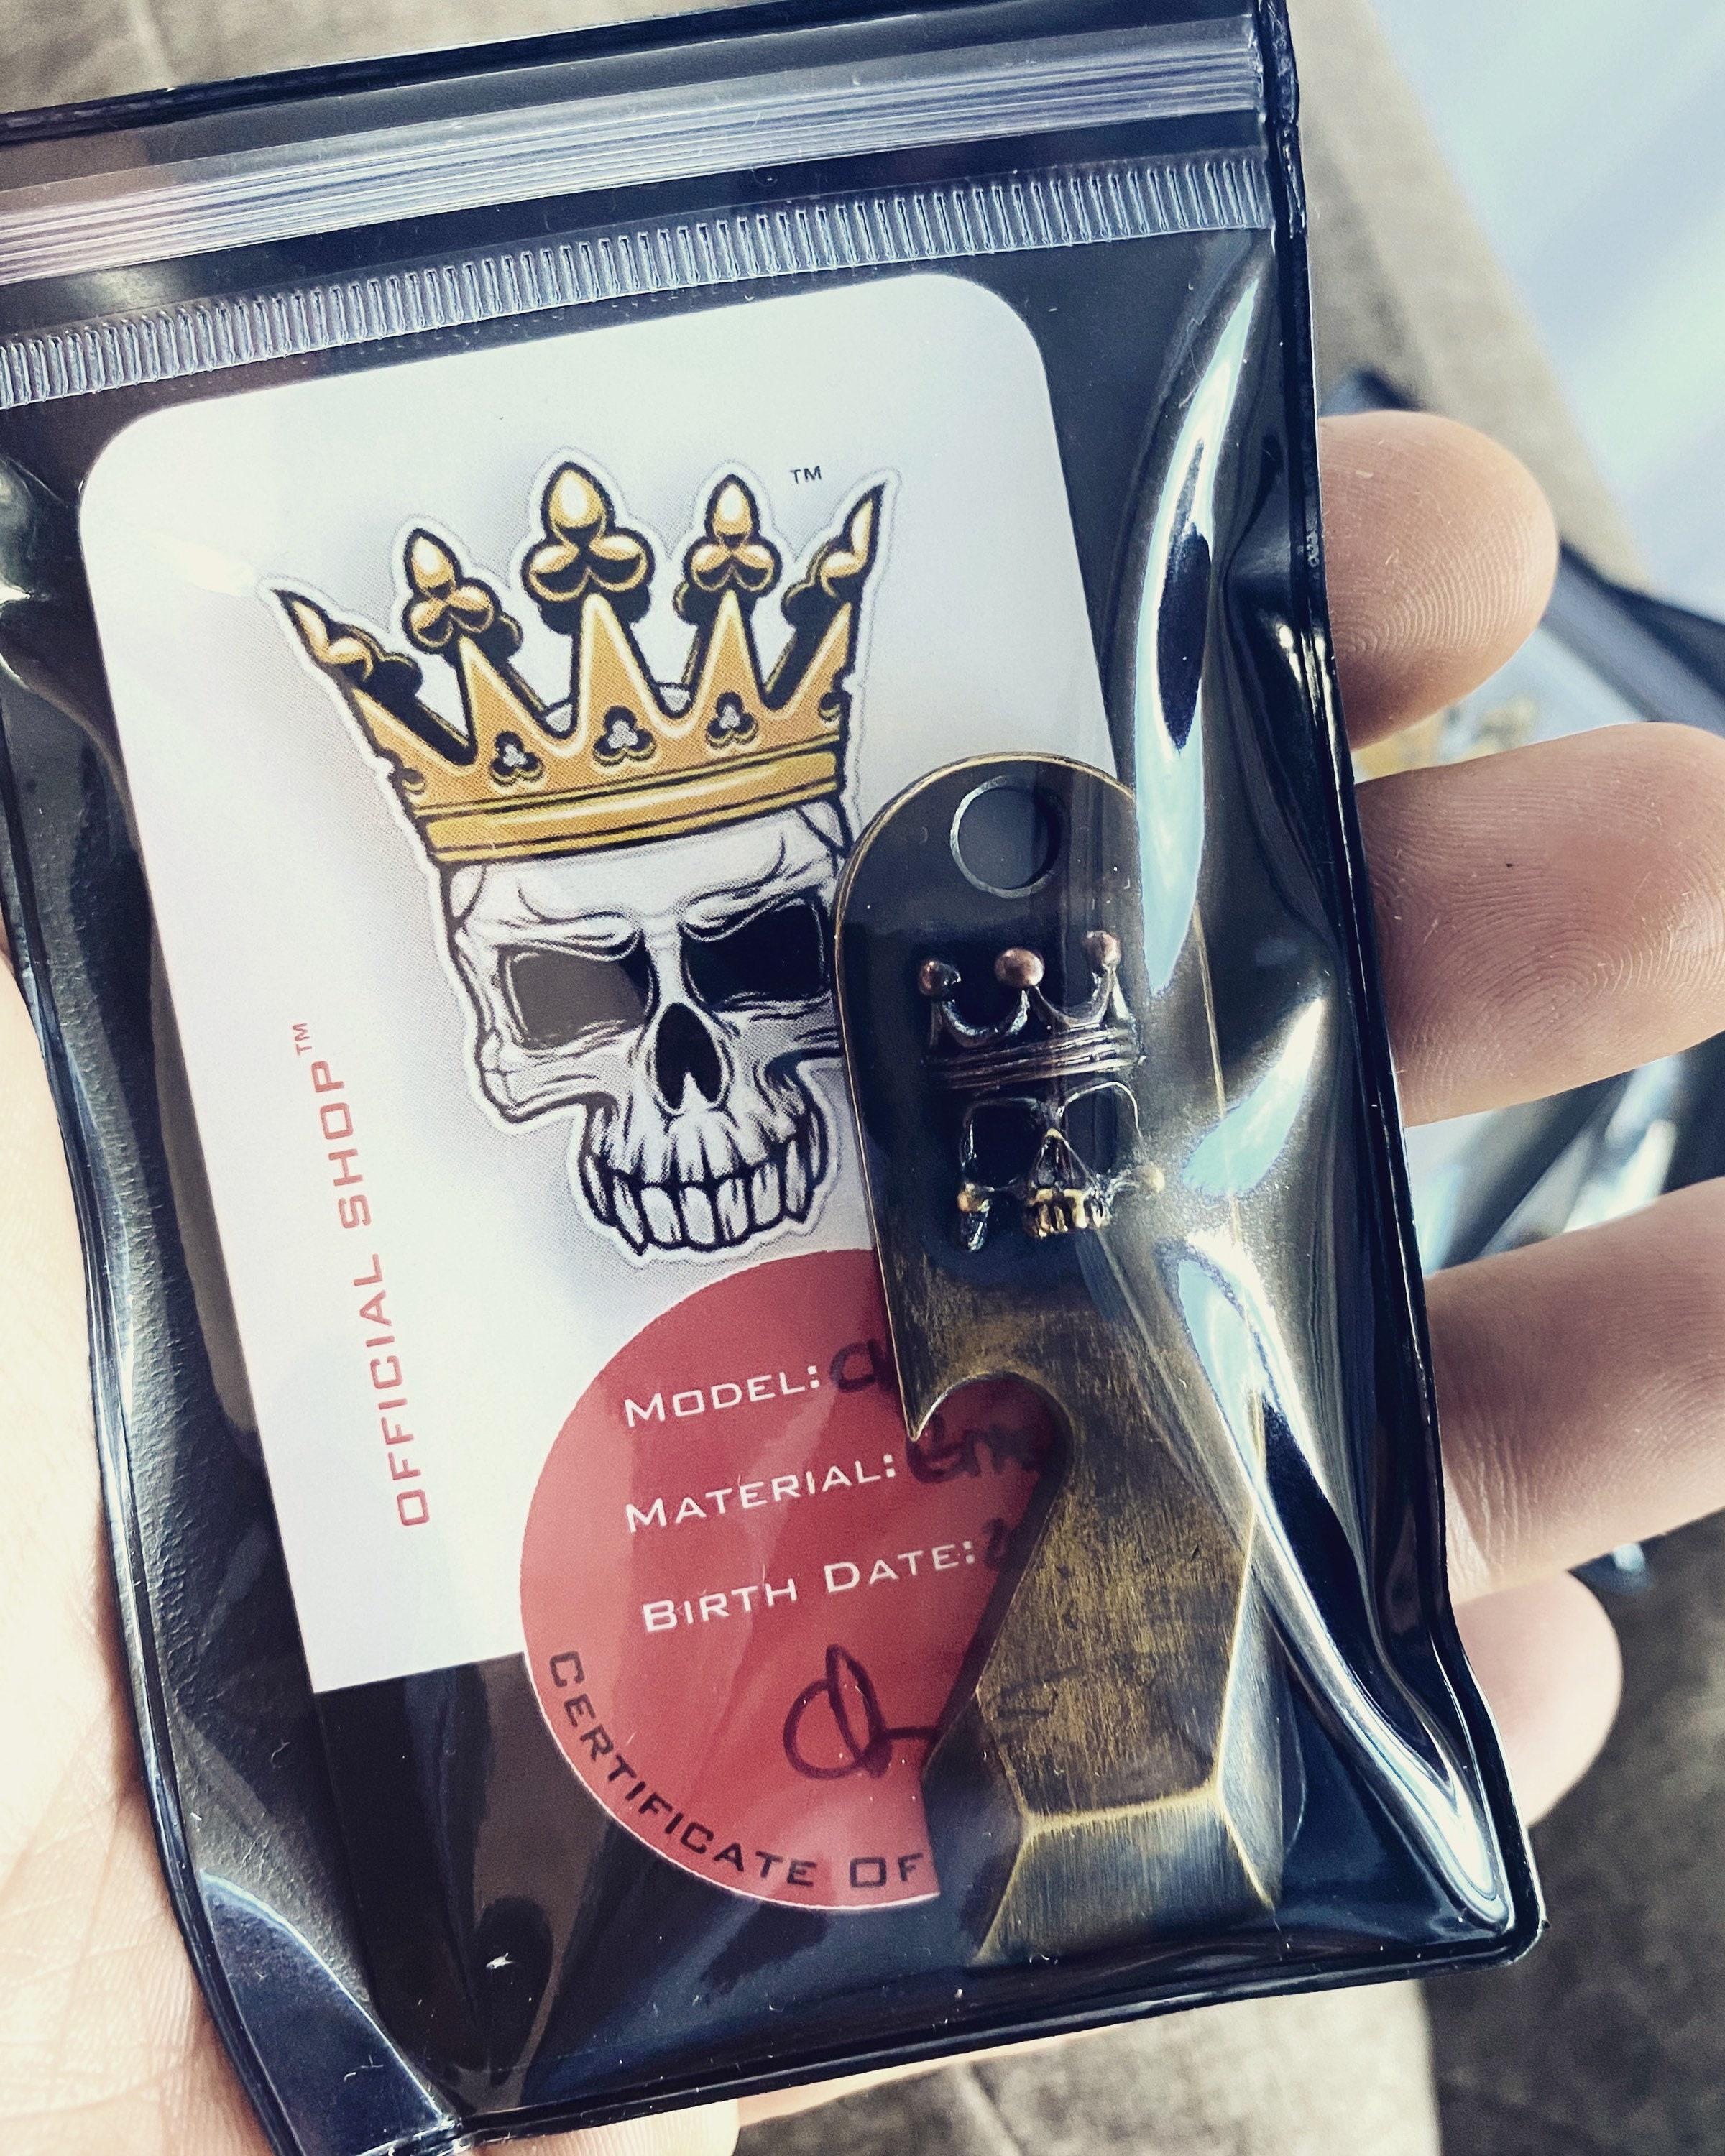 TM
OFFICIAL SHOP™
MODEL:
MATERIAL:
BIRTH DATE:
CERTIFICATE OF